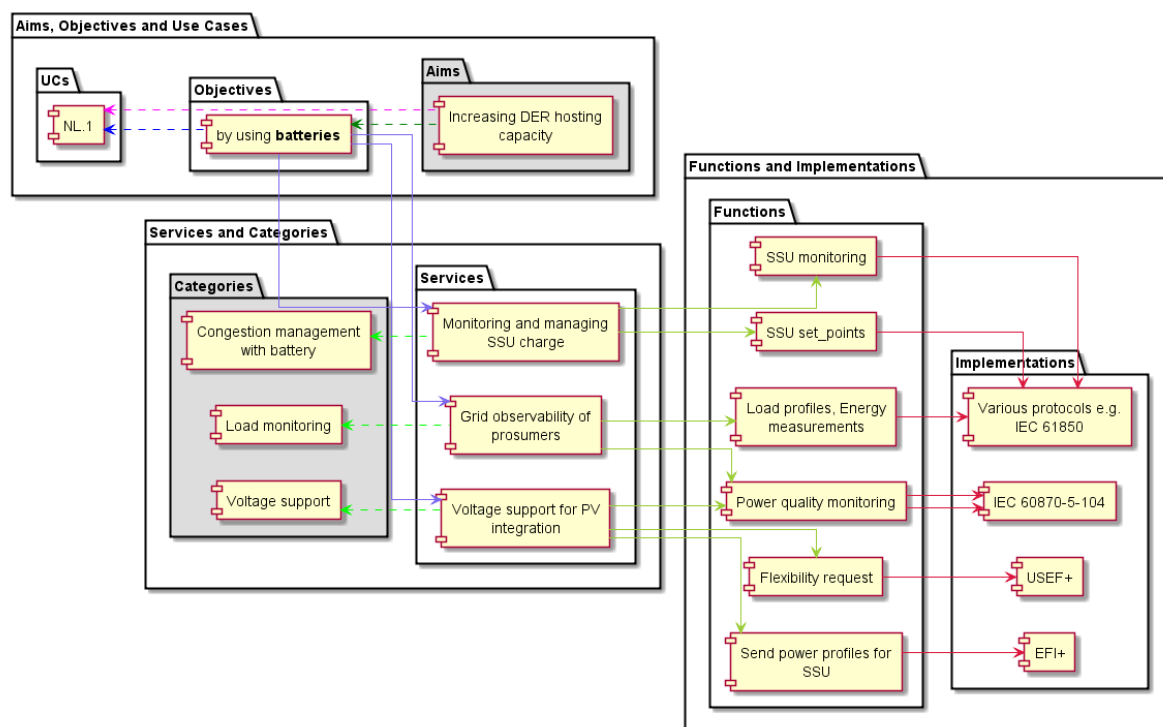 Aims, Objectives and Use Cases
UCs
NL.1
Objectives
by using batteries
Aims
Increasing DER hosting
capacity
Services and Categories
Categories
Congestion management
with battery
Load monitoring
Voltage support
Services
Monitoring and managing
SSU charge
Grid observability of
prosumers
Voltage support for PV
integration
Functions and Implementations
Functions
SSU monitoring
SSU set_points
Load profiles, Energy
measurements
Power quality monitoring
Flexibility request
Send power profiles for
SSU
Implementations
Various protocols e.g.
IEC 61850
IEC 60870-5-104
USEF+
EFI+